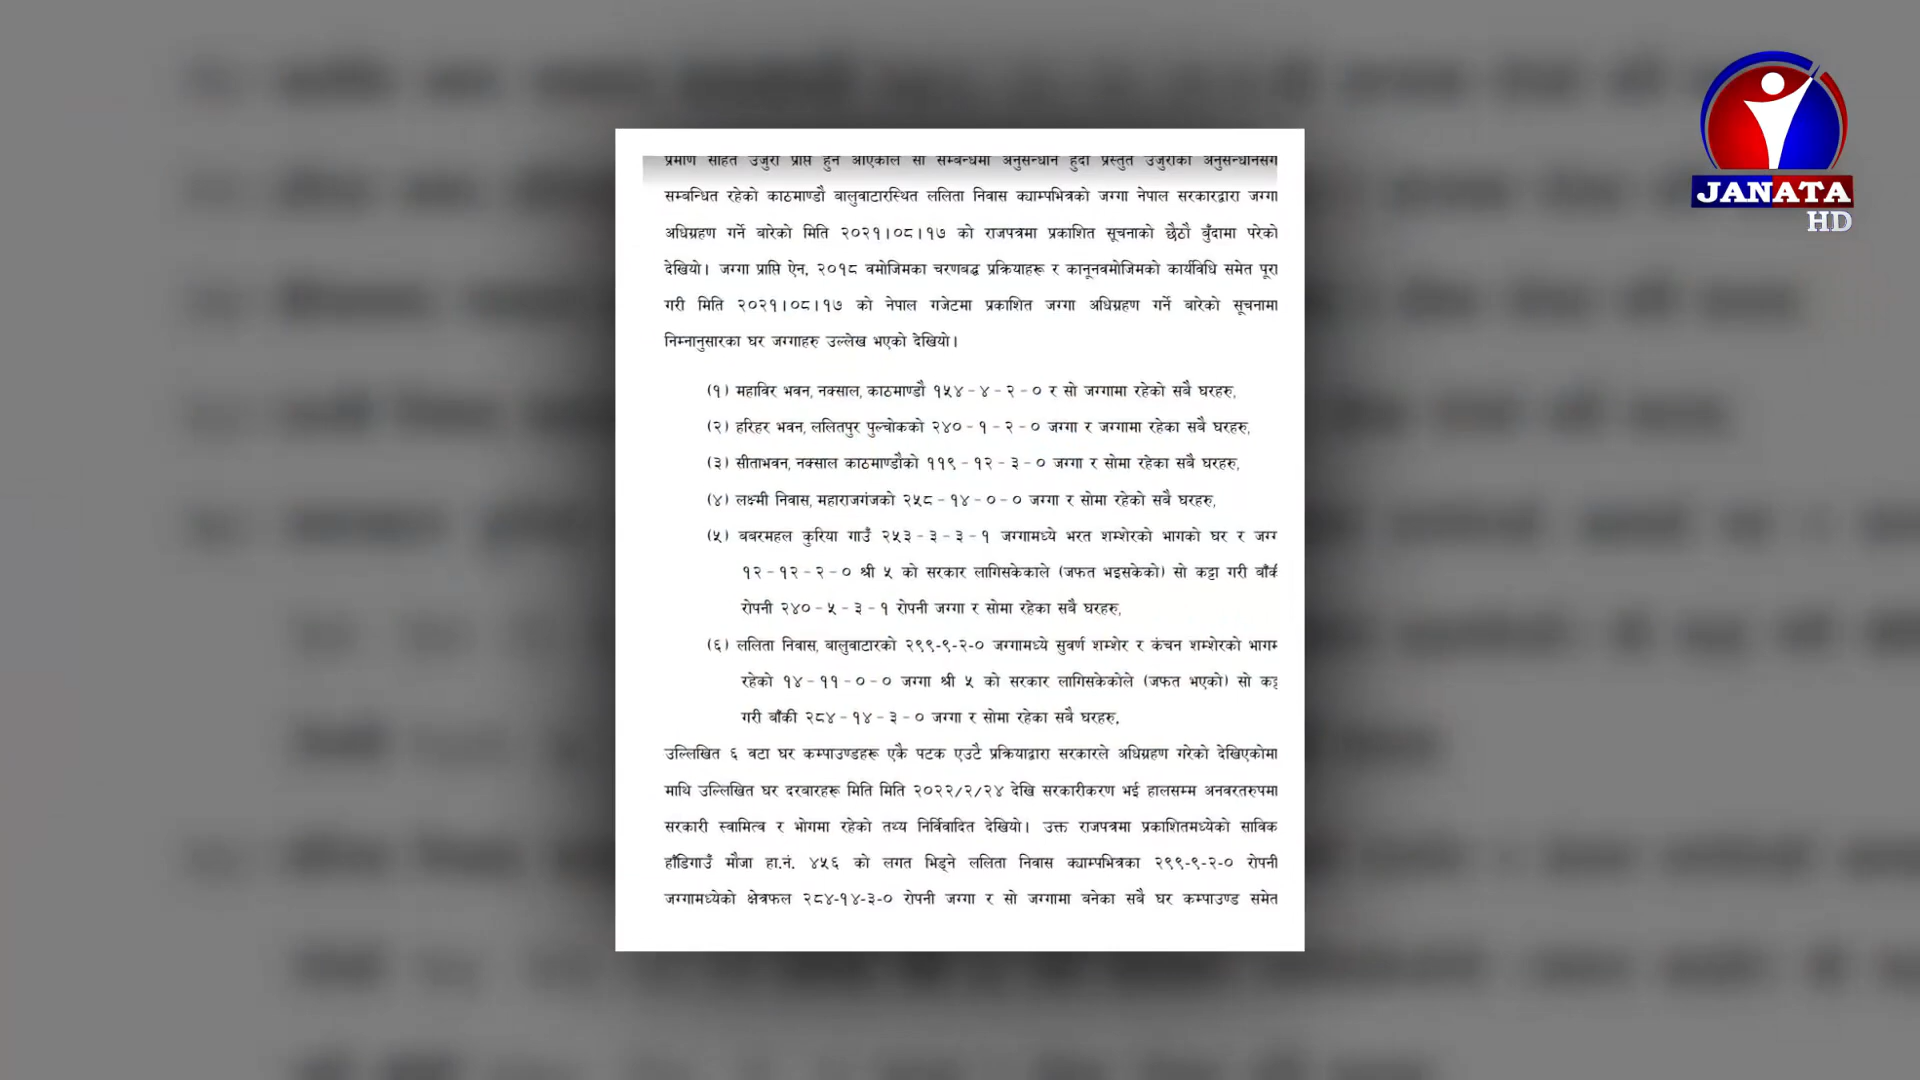 प्रमाण सहित उजुरी प्राप्त हुन आएकोले सो सम्बन्धमा अनुसन्धान हुँदा प्रस्तुत उजुरीको अनुसन्धानसँग
सम्बन्धित रहेको काठमाण्डौ बालुवाटारस्थित ललिता निवास क्याम्पभित्रको जग्गा नेपाल सरकारद्वारा जग्गा
अधिग्रहण गर्ने बारेको मिति २०२१।०८।१७ को राजपत्रमा प्रकाशित सूचनाको छैठौ बुँदामा परेको
देखियो। जग्गा प्राप्ति ऐन, २०१८ वमोजिमका चरणबद्ध प्रक्रियाहरू र कानूनवमोजिमको कार्यविधि समेत पूरा
गरी मिति २०२१।०८।१७ को नेपाल गजेटमा प्रकाशित जग्गा अधिग्रहण गर्ने बारेको सूचनामा
निम्नानुसारका घर जग्गाहरु उल्लेख भएको देखियो।
(१) महाविर भवन, नक्साल, काठमाण्डौ १५४-४-२-० र सो जग्गामा रहेको सबै घरहरु,
(२) हरिहर भवन, ललितपुर पुल्चोकको २४०-१-२-० जग्गा र जग्गामा रहेका सबै घरहरु,
(३) सीताभवन, नक्साल काठमाण्डौको ११९-१२-३-० जग्गा र सोमा रहेका सबै घरहरु,
(४) लक्ष्मी निवास, महाराजगंजको २५८-१४-०-० जग्गा र सोमा रहेको सबै घरहरु,
(५) बबरमहल कुरिया गाउँ २५३-३-३-१ जग्गामध्ये भरत शम्शेरको भागको घर र जग्ग
१२-१२-२-० श्री ५ को सरकार लागिसकेकाले (जफत भइसकेको) सो कट्टा गरी बाँकी
रोपनी २४०-५-३-१ रोपनी जग्गा र सोमा रहेका सबै घरहरु,
(६) ललिता निवास, बालुवाटारको २९९-९-२-० जग्गामध्ये सुवर्ण शम्शेर र कंचन शम्शेरको भागम
रहेको १४-११-०-० जग्गा श्री ५ को सरकार लागिसकेकोले (जफत भएको) सो कट्ट
गरी बाँकी २८४-१४-३-० जग्गा र सोमा रहेका सबै घरहरु,
उल्लिखित ६ वटा घर कम्पाउण्डहरू एकै पटक एउटै प्रक्रियाद्वारा सरकारले अधिग्रहण गरेको देखिएकोमा
माथि उल्लिखित घर दरबारहरू मिति मिति २०२२/२/२४ देखि सरकारीकरण भई हालसम्म अनवरतरुपमा
सरकारी स्वामित्व र भोगमा रहेको तथ्य निर्विवादित देखियो। उक्त राजपत्रमा प्रकाशितमध्येको साविक
हाँडिगाउँ मौजा हा.नं. ४५६ को लगत भिड्ने ललिता निवास क्याम्पभित्रका २९९-९-२-० रोपनी
जग्गामध्येको क्षेत्रफल २८४-१४-३-० रोपनी जग्गा र सो जग्गामा बनेका सबै घर कम्पाउण्ड समेत
JANATA
HD